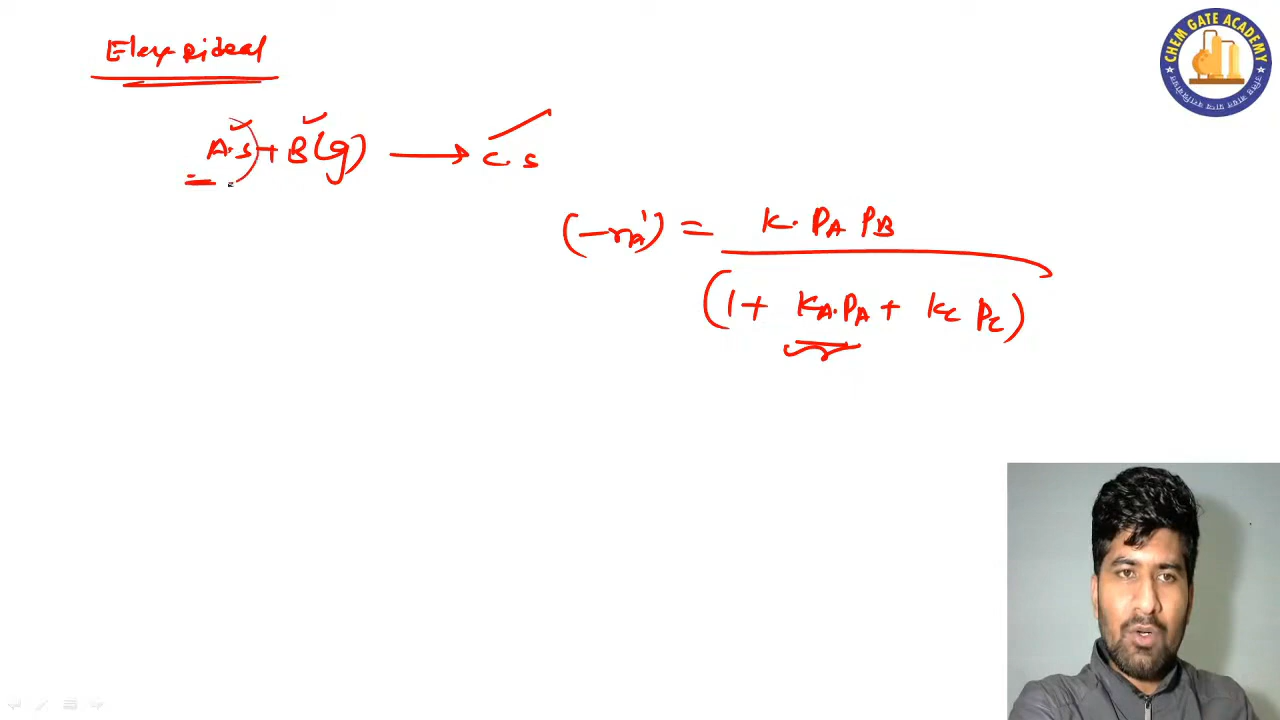 Eley Rideal
A·s + B(g) ⟶ C·s
(-rA') = K·PA PB / (1 + KA·PA + KC PC)
CHEM GATE ACADEMY